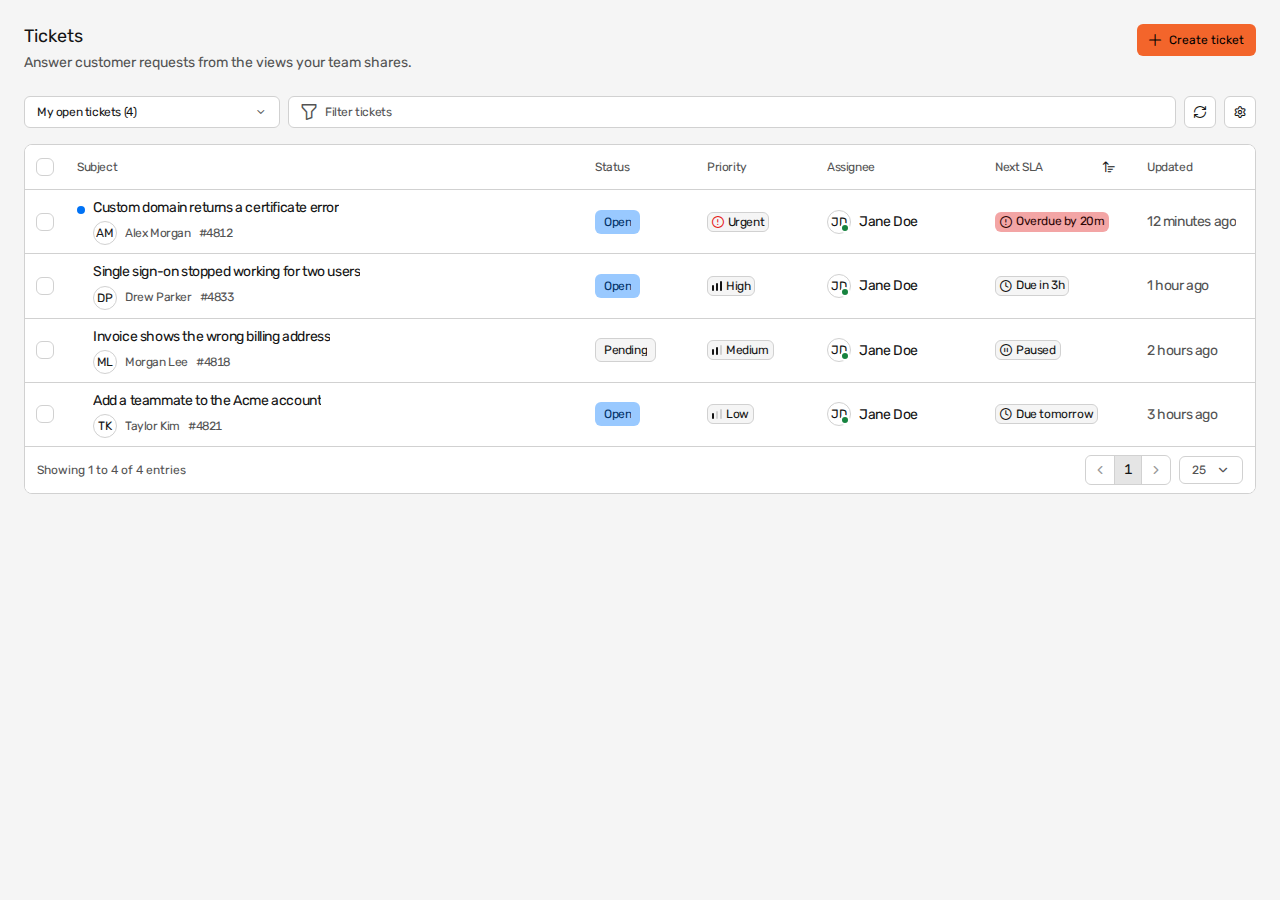 Tickets
Create ticket
Answer customer requests from the views your team shares.
My open tickets (4)
Filter tickets
Subject Status Priority Assignee Next SLA Updated
Custom domain returns a certificate error
AM Alex Morgan #4812
Open Urgent JD Jane Doe Overdue by 20m 12 minutes ago
Single sign-on stopped working for two users
DP Drew Parker #4833
Open High JD Jane Doe Due in 3h 1 hour ago
Invoice shows the wrong billing address
ML Morgan Lee #4818
Pending Medium JD Jane Doe Paused 2 hours ago
Add a teammate to the Acme account
TK Taylor Kim #4821
Open Low JD Jane Doe Due tomorrow 3 hours ago
Showing 1 to 4 of 4 entries
1
25